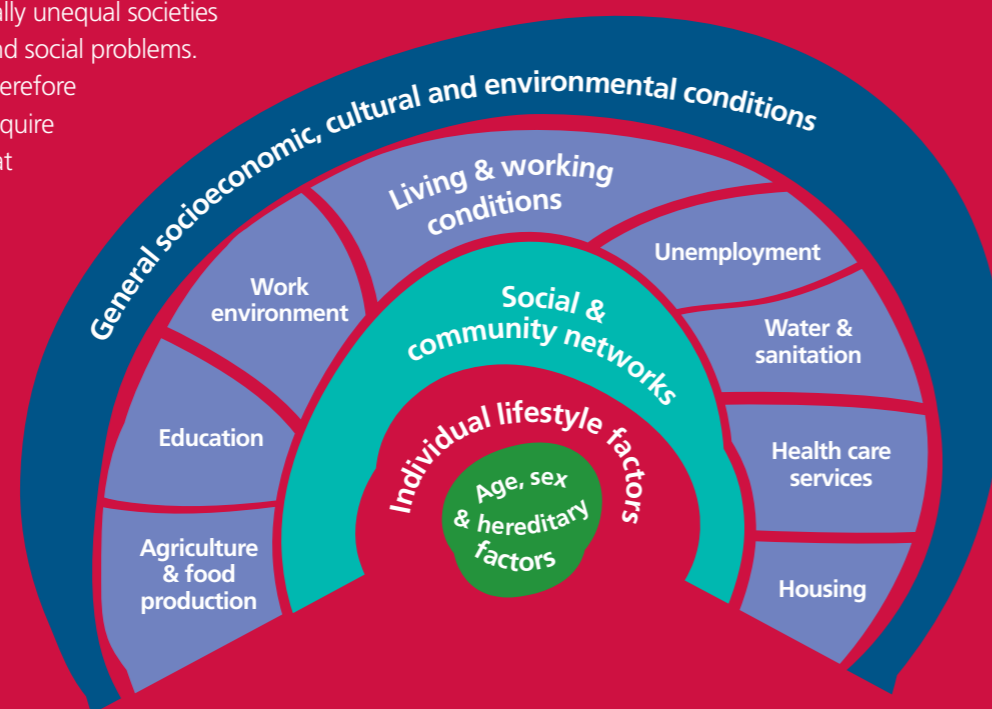 ally unequal societies
nd social problems.
erefore
quire
at
General socioeconomic, cultural and environmental conditions
Living & working
conditions
Work
environment
Unemployment
Education
Water &
sanitation
Agriculture
& food
production
Health care
services
Housing
Social &
community networks
Individual lifestyle factors
Age, sex
& hereditary
factors